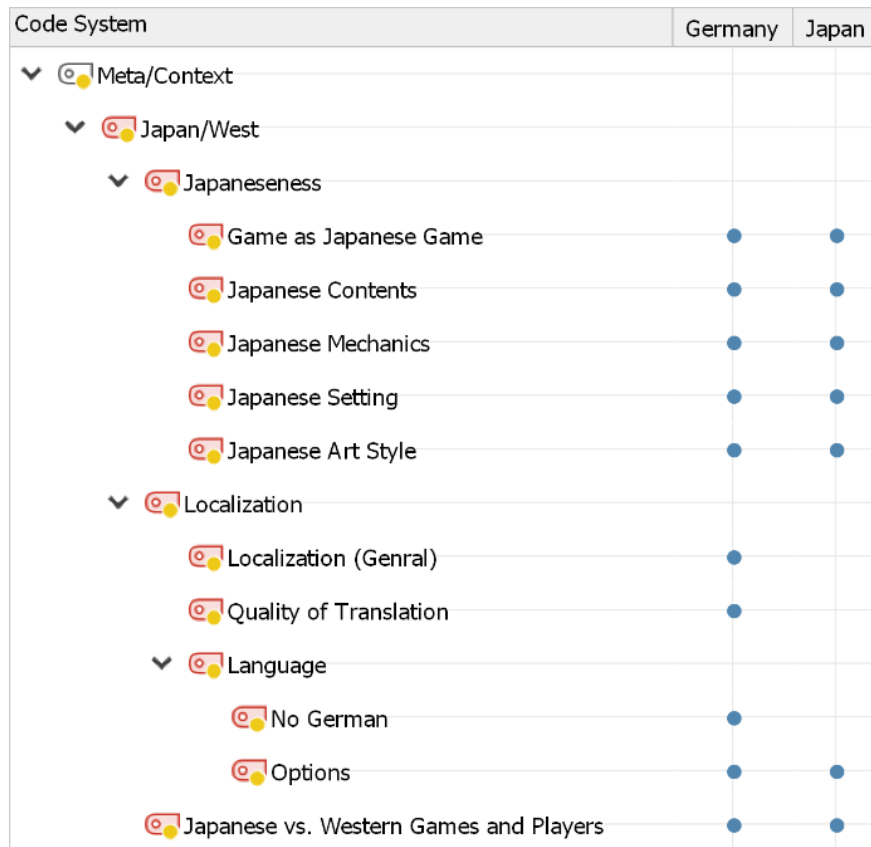 Code System Germany Japan
Meta/Context
Japan/West
Japaneseness
Game as Japanese Game
Japanese Contents
Japanese Mechanics
Japanese Setting
Japanese Art Style
Localization
Localization (Genral)
Quality of Translation
Language
No German
Options
Japanese vs. Western Games and Players